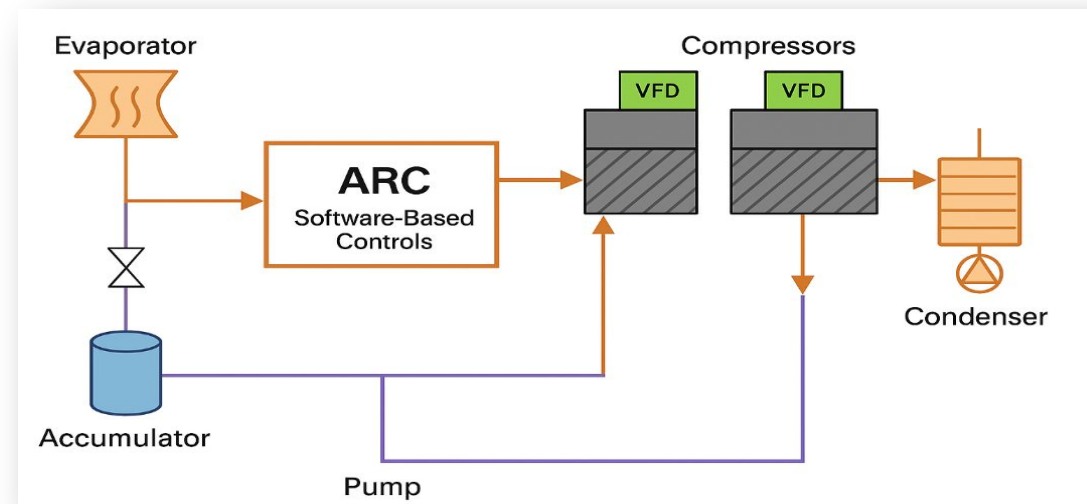 Evaporator
Compressors
VFD
VFD
ARC
Software-Based
Controls
Condenser
Accumulator
Pump